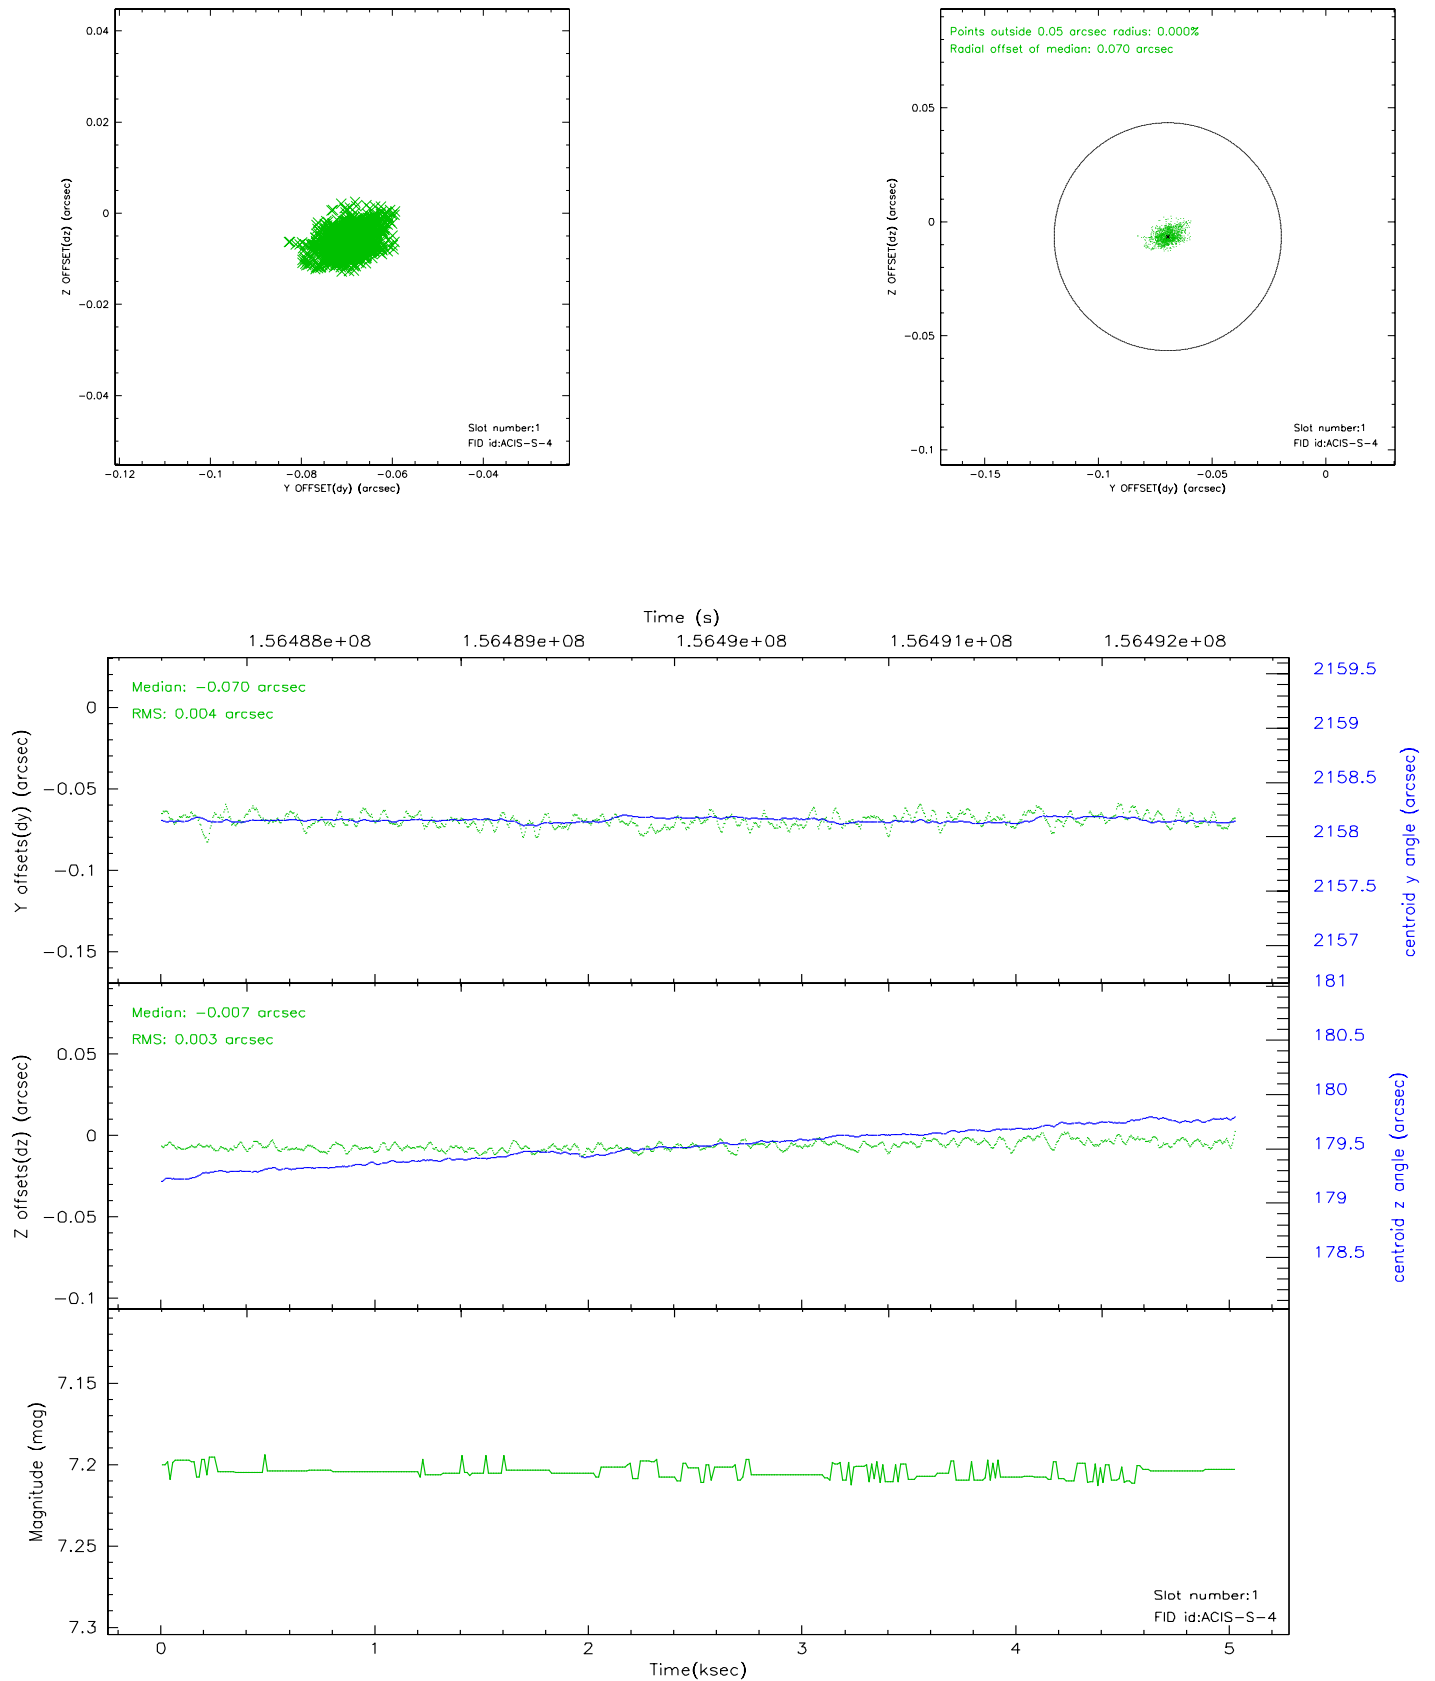 0.04
0.02
0
−0.02
−0.04
Z OFFSET(dz) (arcsec)
Slot number:1
FID id:ACIS−S−4
−0.12
−0.1
−0.08
−0.06
−0.04
Y OFFSET(dy) (arcsec)
Points outside 0.05 arcsec radius: 0.000%
Radial offset of median: 0.070 arcsec
0.05
0
−0.05
−0.1
Z OFFSET(dz) (arcsec)
Slot number:1
FID id:ACIS−S−4
−0.15
−0.1
−0.05
0
Y OFFSET(dy) (arcsec)
Time (s)
1.56488e+08
1.56489e+08
1.5649e+08
1.56491e+08
1.56492e+08
Median: −0.070 arcsec
RMS: 0.004 arcsec
0
−0.05
−0.1
−0.15
Y offsets(dy) (arcsec)
2159.5
2159
2158.5
2158
2157.5
2157
centroid y angle (arcsec)
Median: −0.007 arcsec
RMS: 0.003 arcsec
0.05
0
−0.05
−0.1
Z offsets(dz) (arcsec)
181
180.5
180
179.5
179
178.5
centroid z angle (arcsec)
7.15
7.2
7.25
7.3
Magnitude (mag)
Slot number:1
FID id:ACIS−S−4
0
1
2
3
4
5
Time(ksec)